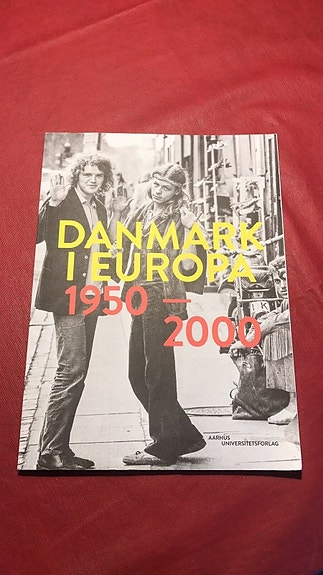 DANMARK
I EUROPA
1950 —
2000
AARHUS
UNIVERSITETSFORLAG